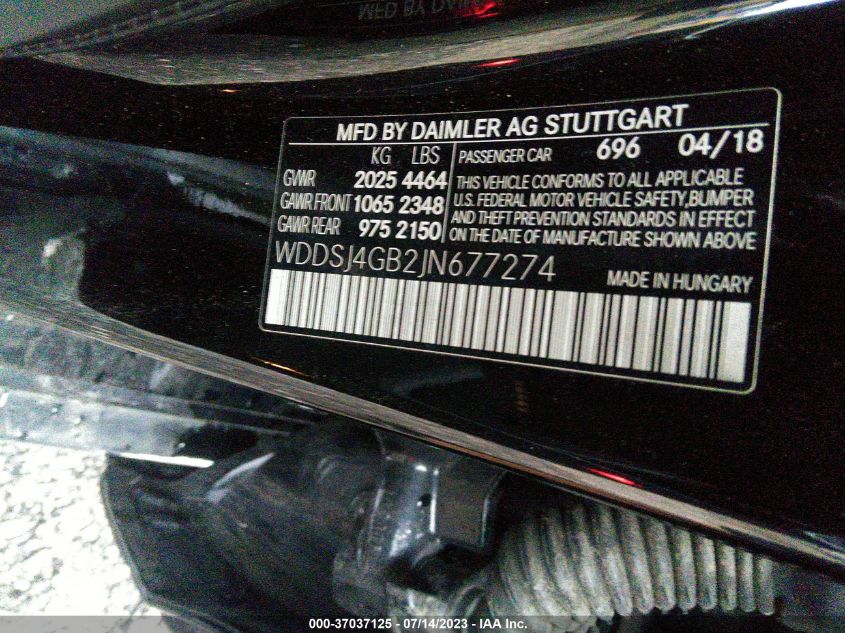 MFD BY DAIMLER
MFD BY DAIMLER AG STUTTGART
KG LBS PASSENGER CAR 696 04/18
GVWR 2025 4464 THIS VEHICLE CONFORMS TO ALL APPLICABLE
GAWR FRONT 1065 2348 U.S. FEDERAL MOTOR VEHICLE SAFETY,BUMPER
GAWR REAR 975 2150 AND THEFT PREVENTION STANDARDS IN EFFECT
ON THE DATE OF MANUFACTURE SHOWN ABOVE
WDDSJ4GB2JN677274 MADE IN HUNGARY
000-37037125 - 07/14/2023 - IAA Inc.